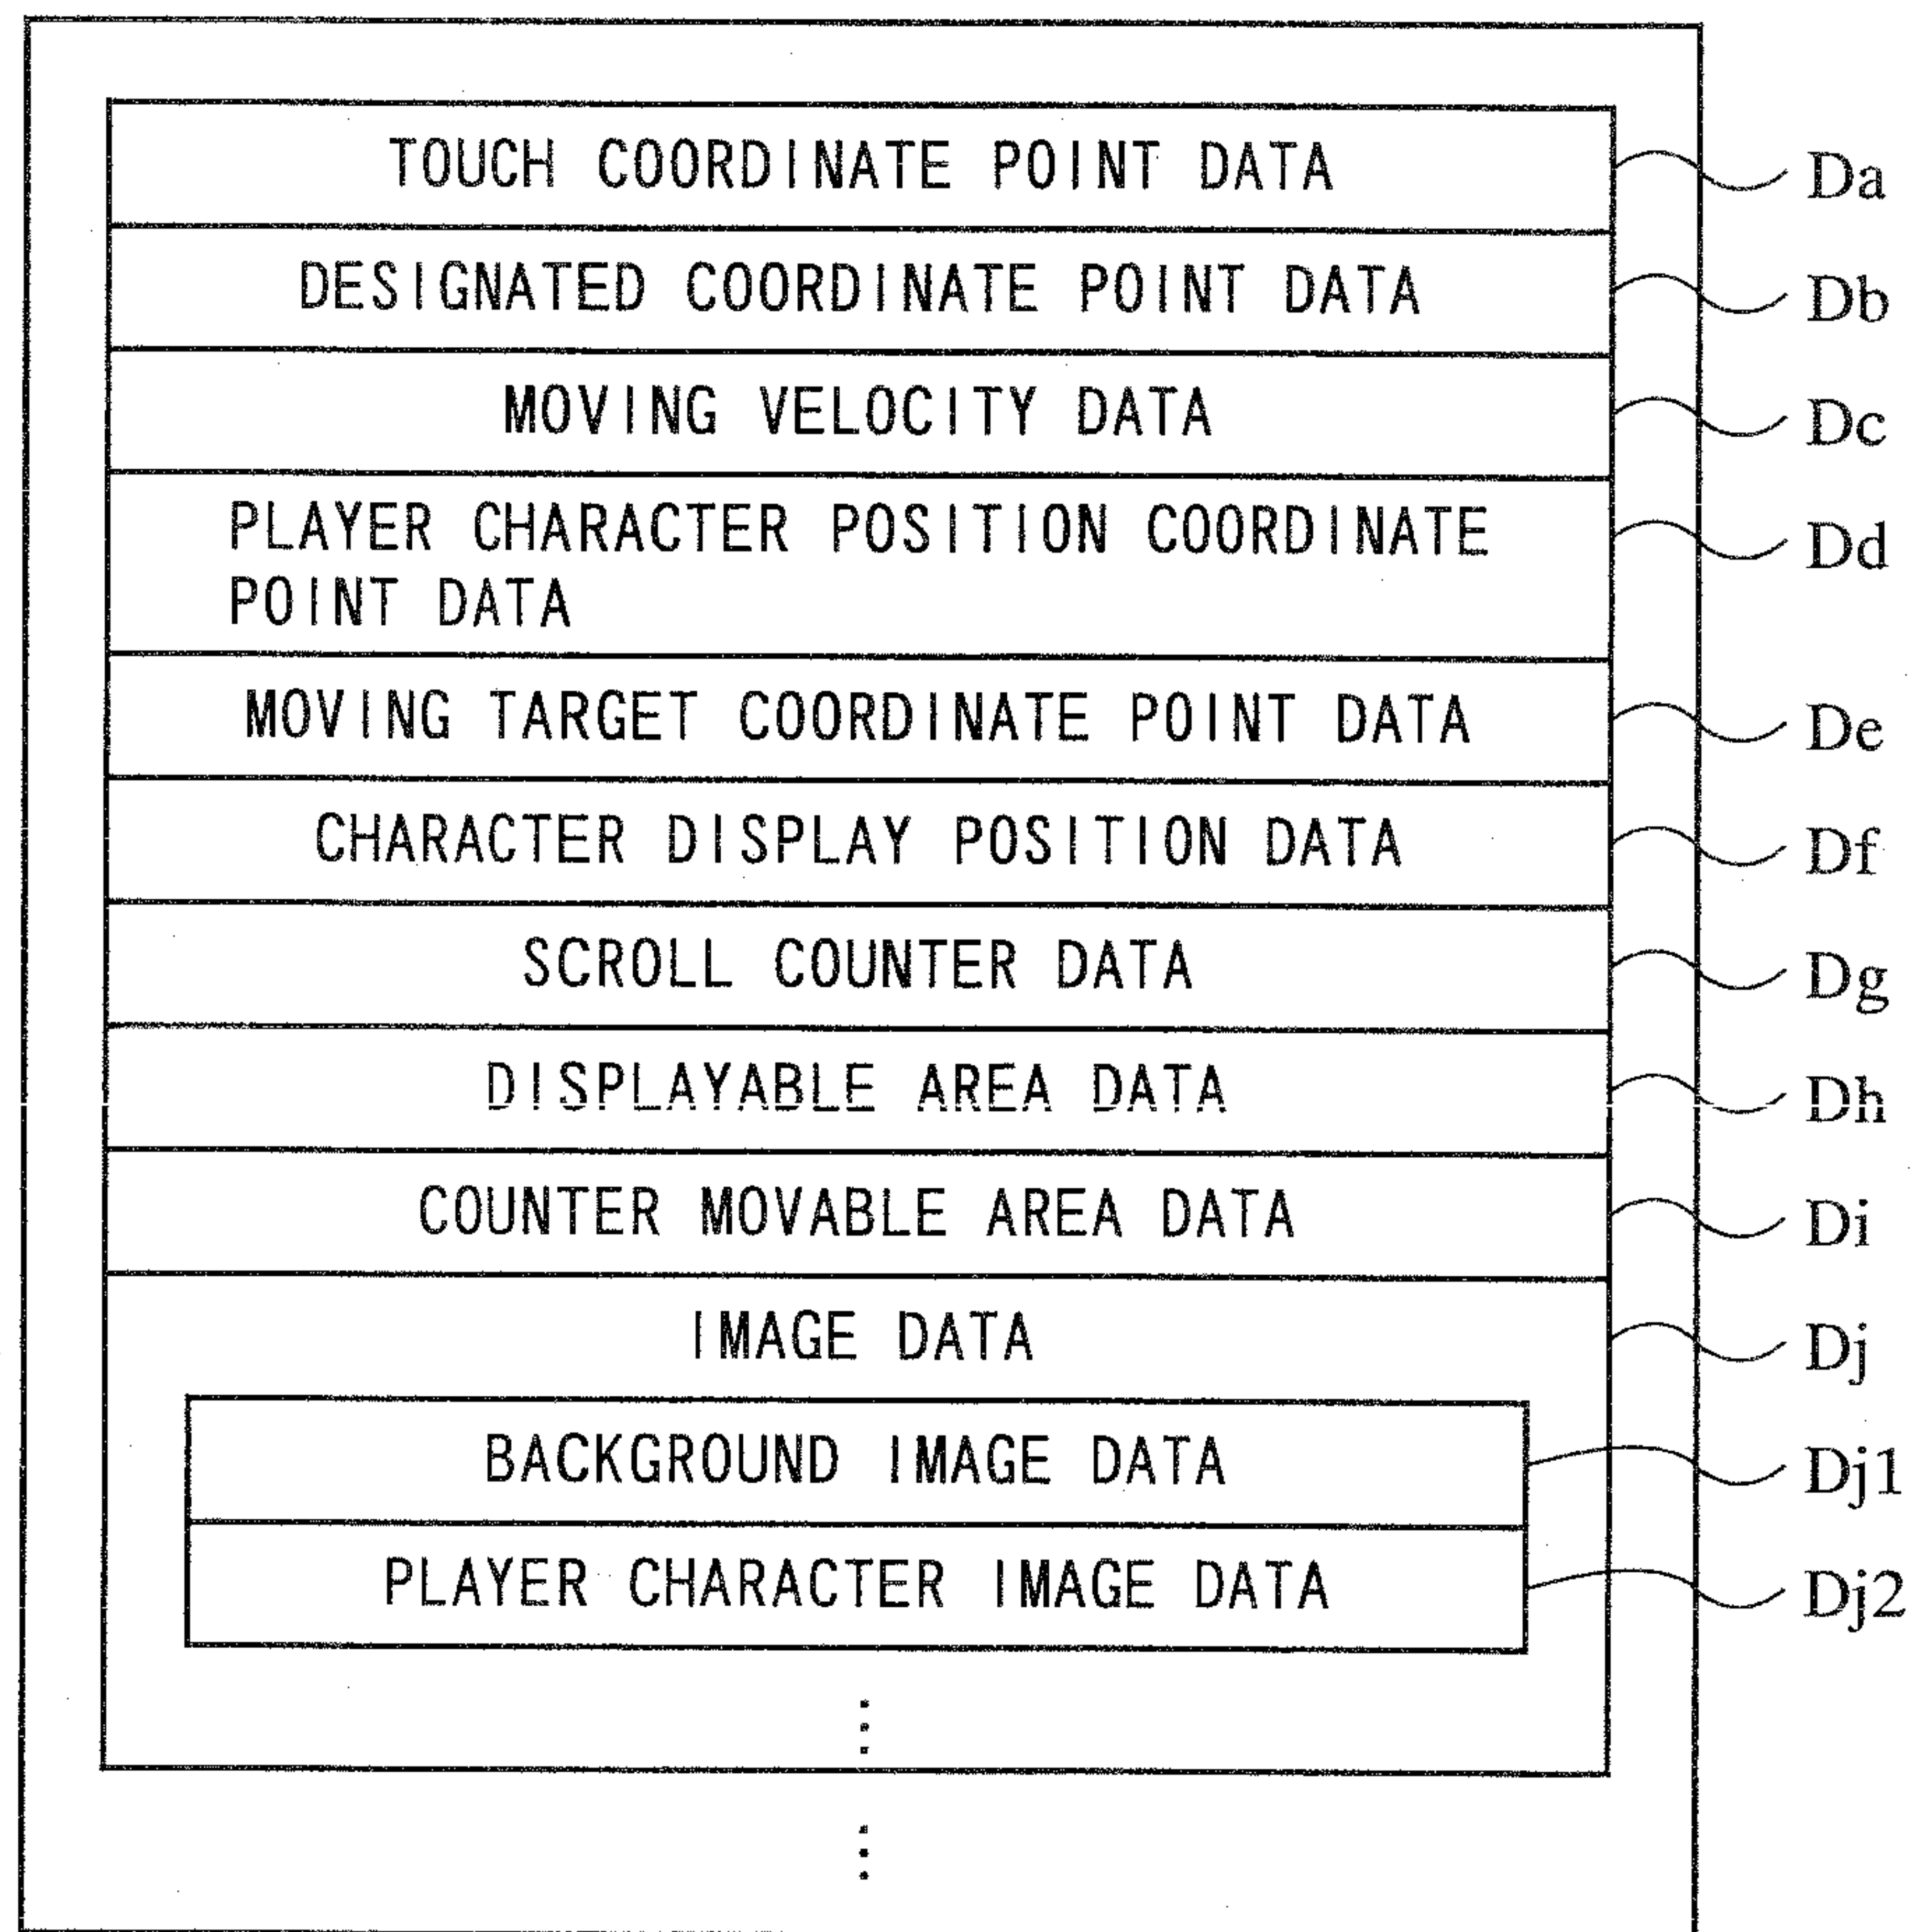 TOUCH COORDINATE POINT DATA Da
DESIGNATED COORDINATE POINT DATA Db
MOVING VELOCITY DATA Dc
PLAYER CHARACTER POSITION COORDINATE Dd
POINT DATA
MOVING TARGET COORDINATE POINT DATA De
CHARACTER DISPLAY POSITION DATA Df
SCROLL COUNTER DATA Dg
DISPLAYABLE AREA DATA Dh
COUNTER MOVABLE AREA DATA Di
IMAGE DATA Dj
BACKGROUND IMAGE DATA Dj1
PLAYER CHARACTER IMAGE DATA Dj2